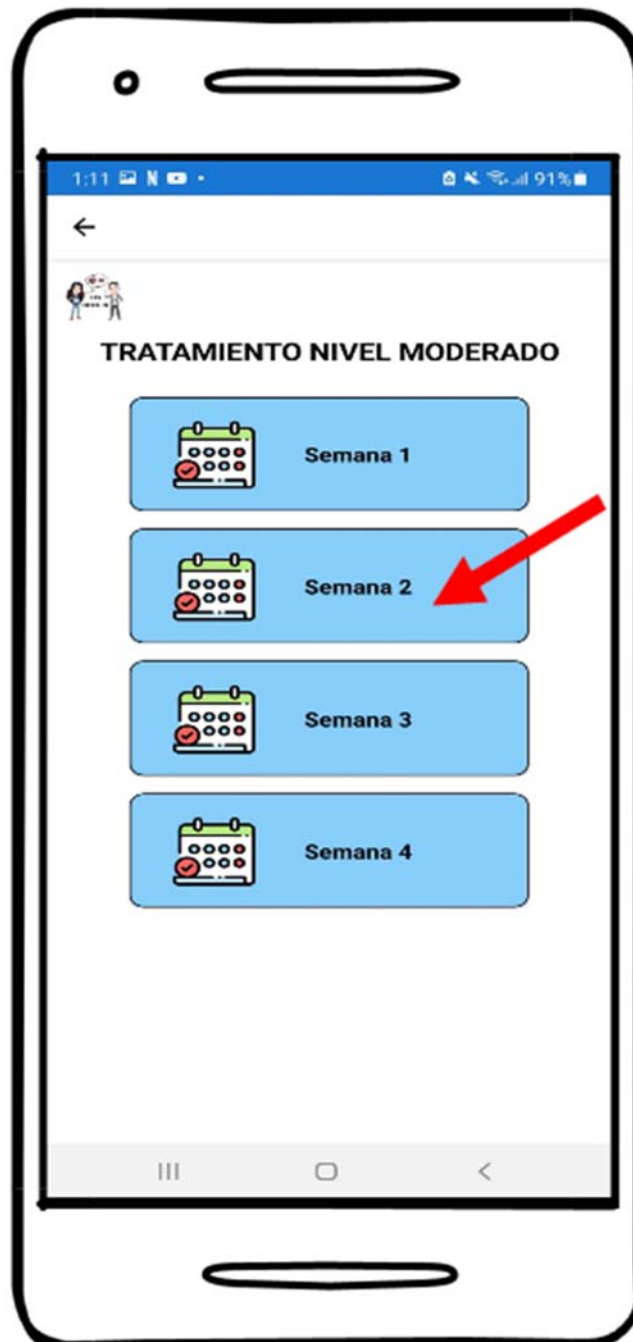 1:11 N
91%
TRATAMIENTO NIVEL MODERADO
Semana 1
Semana 2
Semana 3
Semana 4